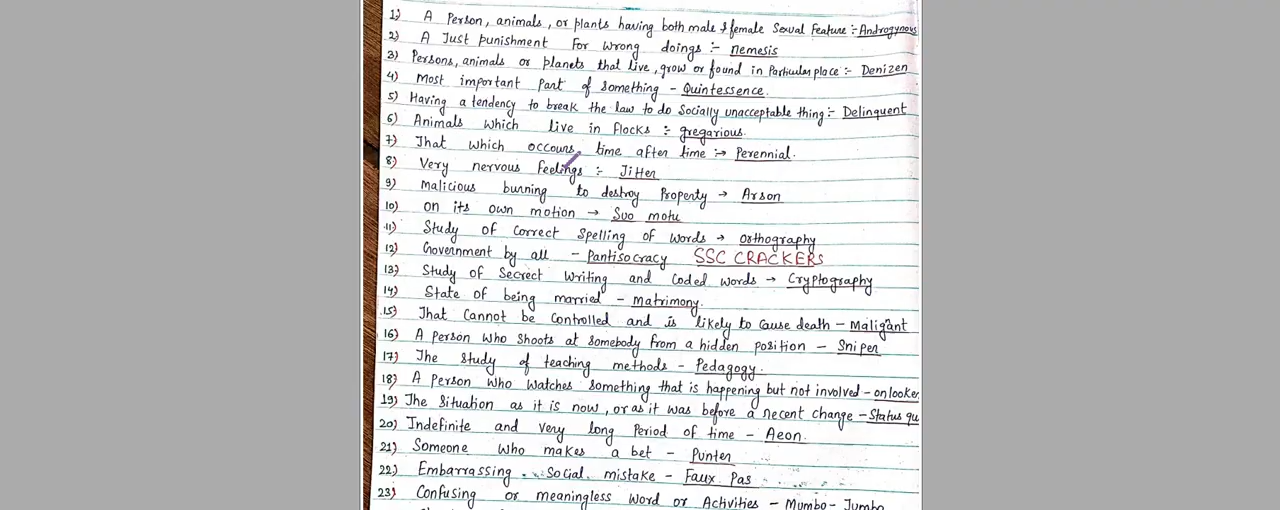 1) A Person, animals, or plants having both male & female Sexual Feature :- Androgynous
2) A Just punishment For wrong doings :- nemesis
3) Persons, animals or planets that live, grow or found in Particular place :- Denizen
4) Most important Part of Something - Quintessence.
5) Having a tendency to break the law to do Socially unacceptable thing :- Delinquent
6) Animals which live in flocks :- gregarious.
7) That which occours, time after time :→ Perennial.
8) Very nervous feelings :- Jitter
9) Malicious burning to destroy Property → Arson
10) on its own motion → Suo motu
11) Study of Correct Spelling of words → Orthography
12) Government by all - Pantisocracy SSC CRACKERS
13) Study of Secrect Writing and Coded words → Cryptography
14) State of being married - matrimony.
15) That Cannot be Controlled and is likely to cause death - Maligant
16) A person who shoots at somebody from a hidden position - Sniper
17) The Study of teaching methods - Pedagogy.
18) A Person who watches something that is happening but not involved - onlooker
19) The Situation as it is now, or as it was before a recent change - Status qu
20) Indefinite and very long Period of time - Aeon.
21) Someone who makes a bet - Punter
22) Embarrassing Social mistake - Faux Pas
23) Confusing or meaningless word or Activities - Mumbo-Jumbo